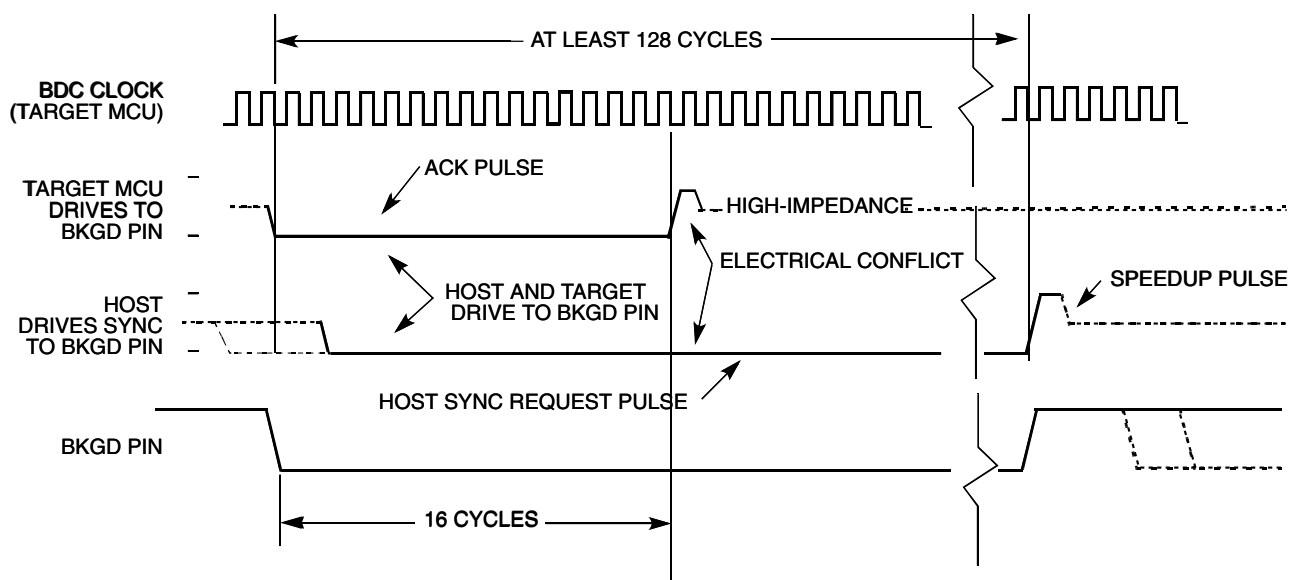 AT LEAST 128 CYCLES
BDC CLOCK
(TARGET MCU)
ACK PULSE
TARGET MCU
DRIVES TO
BKGD PIN
HIGH-IMPEDANCE
ELECTRICAL CONFLICT
SPEEDUP PULSE
HOST AND TARGET
DRIVE TO BKGD PIN
HOST
DRIVES SYNC
TO BKGD PIN
HOST SYNC REQUEST PULSE
BKGD PIN
16 CYCLES